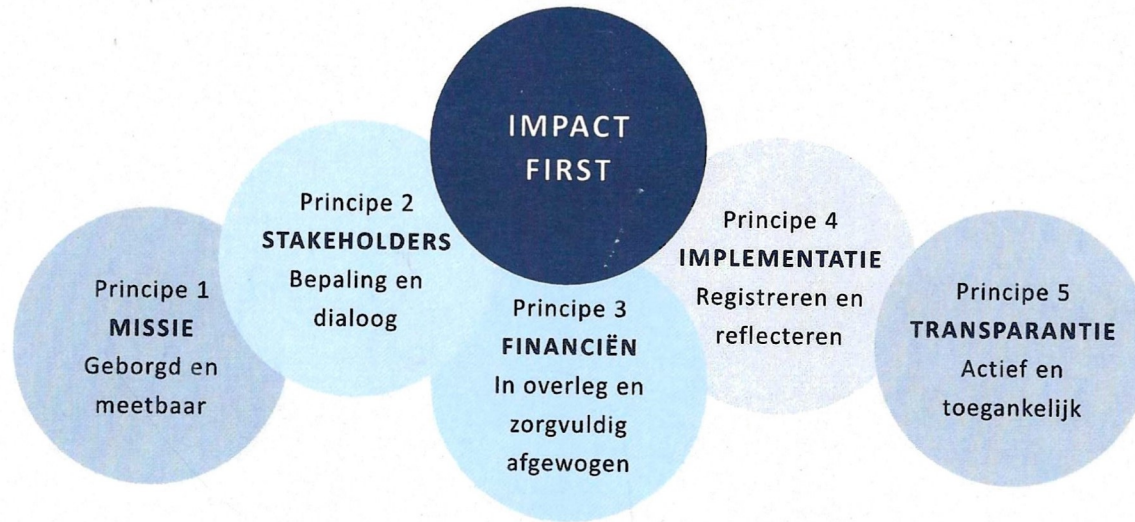 IMPACT
FIRST
Principe 1
MISSIE
Geborgd en
meetbaar
Principe 2
STAKEHOLDERS
Bepaling en
dialoog
Principe 3
FINANCIËN
In overleg en
zorgvuldig
afgewogen
Principe 4
IMPLEMENTATIE
Registreren en
reflecteren
Principe 5
TRANSPARANTIE
Actief en
toegankelijk